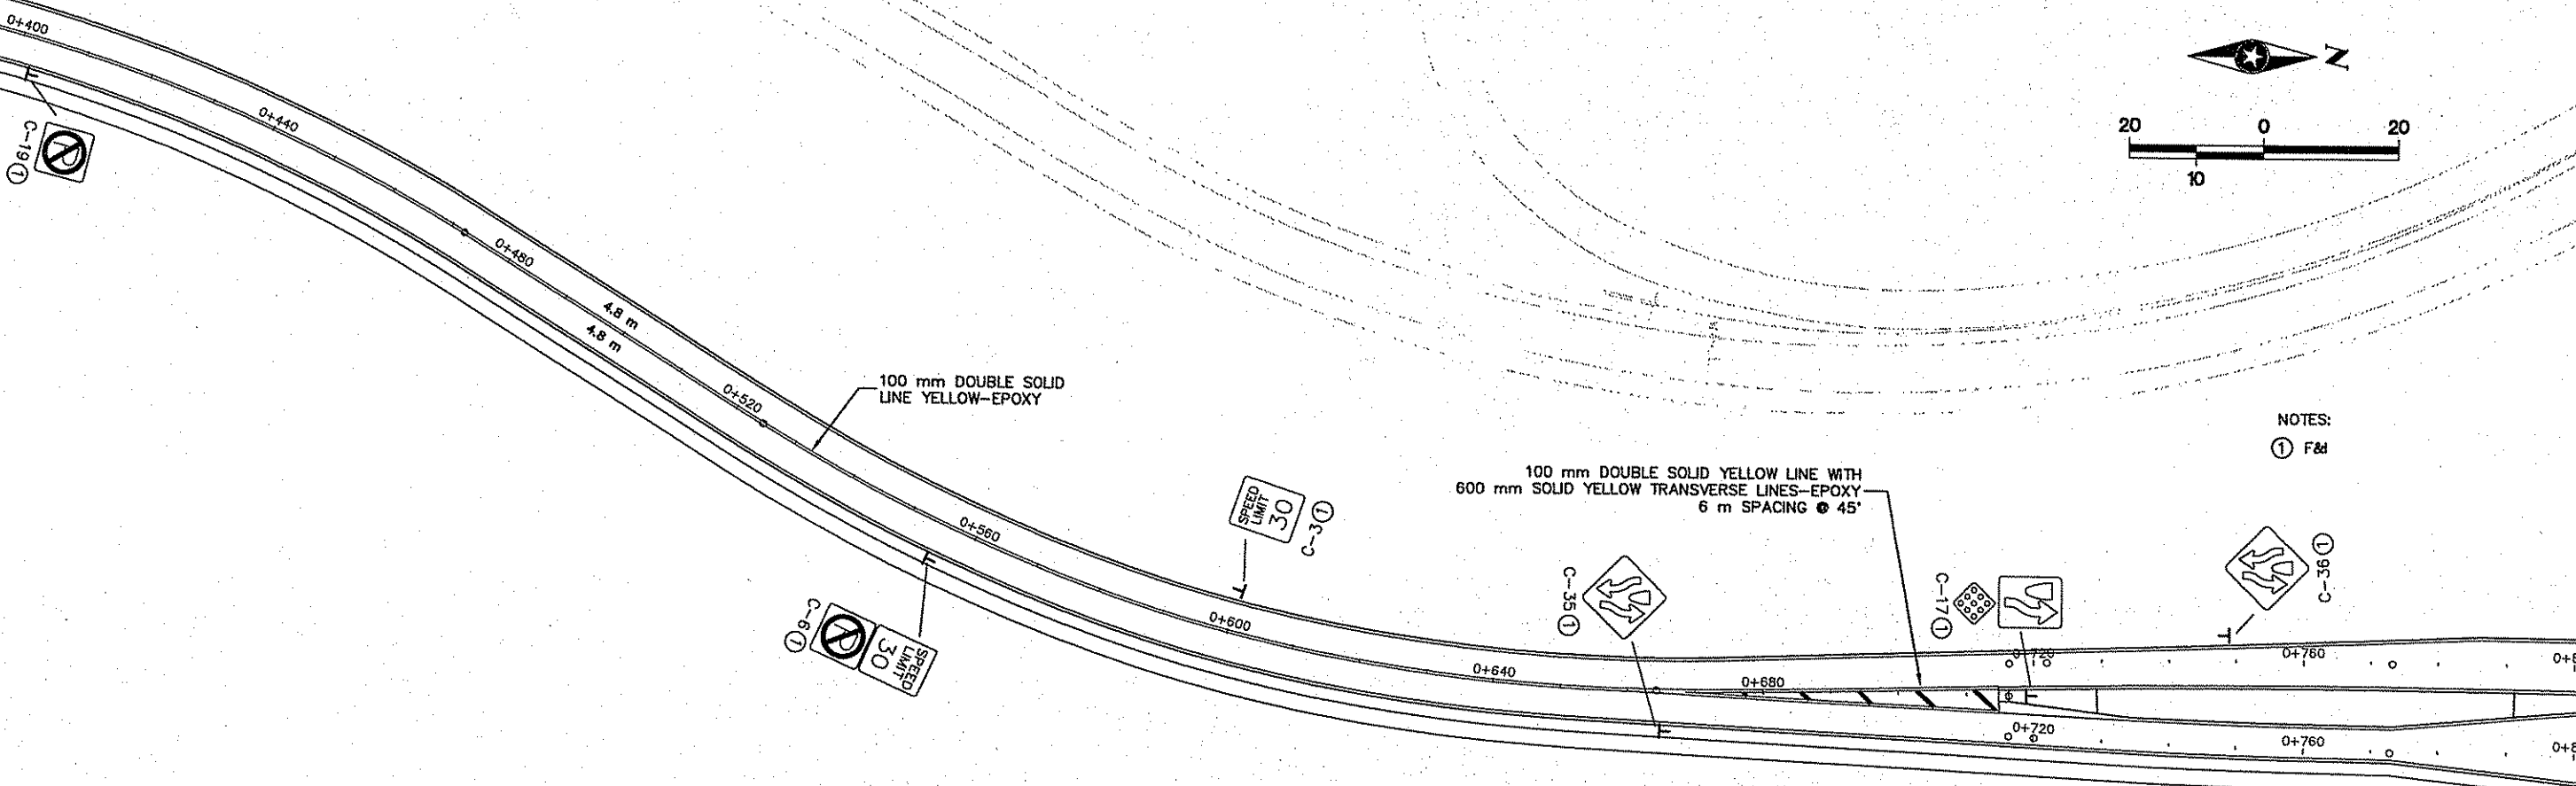 0+400
N
20 0 20
10
0+440
C-19 ①
P
0+480
4.8 m
4.8 m
0+520
100 mm DOUBLE SOLID
LINE YELLOW-EPOXY
NOTES:
① F&I
0+560
SPEED
LIMIT
30
C-3 ①
100 mm DOUBLE SOLID YELLOW LINE WITH
600 mm SOLID YELLOW TRANSVERSE LINES-EPOXY
6 m SPACING @ 45°
C-6 ①
P
SPEED
LIMIT
30
0+600
C-35 ①
C-17 ①
C-36 ①
0+640
0+680
0+720
0+760
0+720
0+760